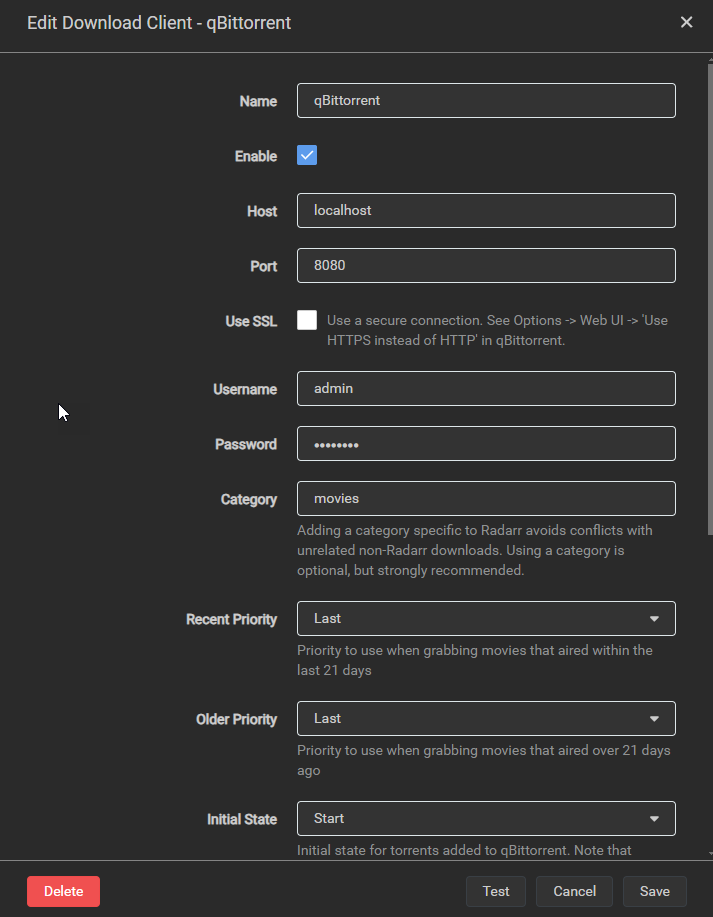 Edit Download Client - qBittorrent
Name
qBittorrent
Enable
Host
localhost
Port
8080
Use SSL
Use a secure connection. See Options -> Web UI -> 'Use
HTTPS instead of HTTP' in qBittorrent.
Username
admin
Password
••••••••
Category
movies
Adding a category specific to Radarr avoids conflicts with
unrelated non-Radarr downloads. Using a category is
optional, but strongly recommended.
Recent Priority
Last
Priority to use when grabbing movies that aired within the
last 21 days
Older Priority
Last
Priority to use when grabbing movies that aired over 21 days
ago
Initial State
Start
Initial state for torrents added to qBittorrent. Note that
Delete
Test
Cancel
Save